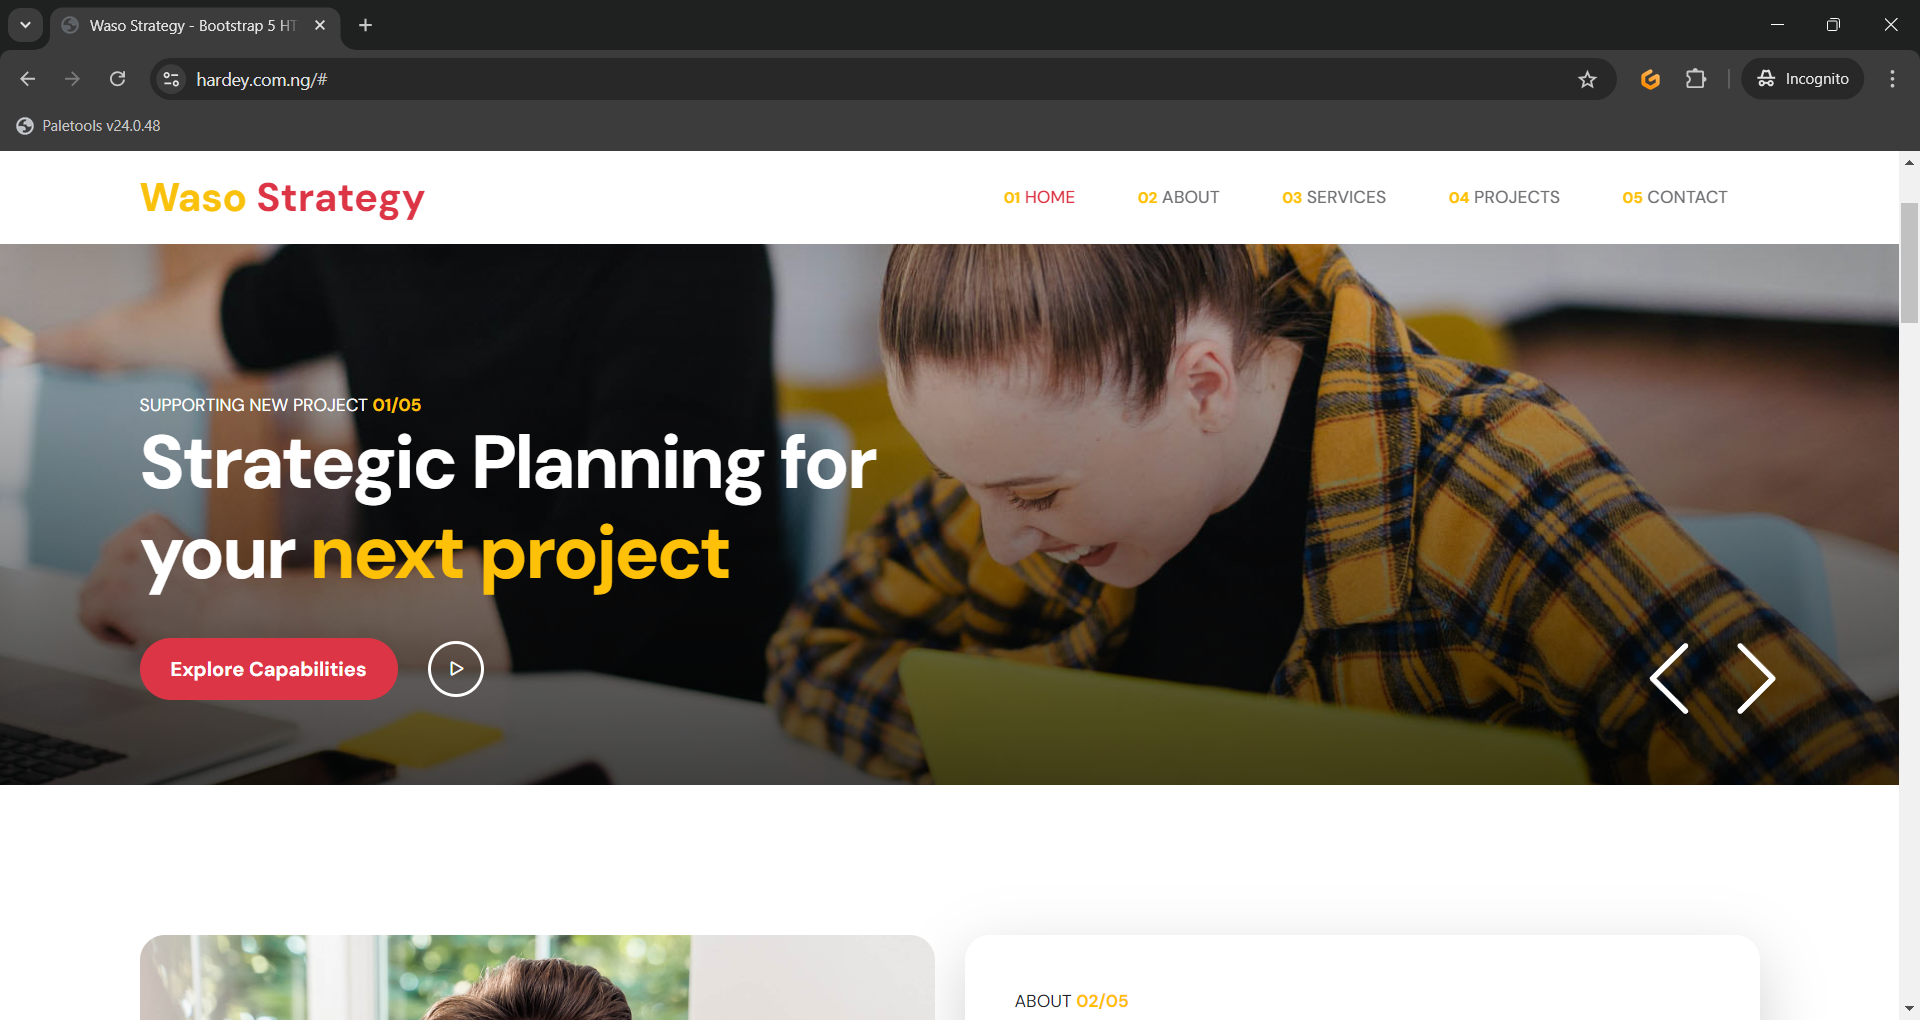 Waso Strategy - Bootstrap 5 HT
hardey.com.ng/#
Incognito
Paletools v24.0.48
Waso Strategy
01 HOME
02 ABOUT
03 SERVICES
04 PROJECTS
05 CONTACT
SUPPORTING NEW PROJECT 01/05
Strategic Planning for
your next project
Explore Capabilities
ABOUT 02/05